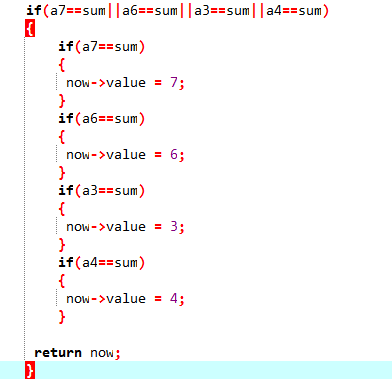 if(a7==sum||a6==sum||a3==sum||a4==sum)
{
if(a7==sum)
{
now->value = 7;
}
if(a6==sum)
{
now->value = 6;
}
if(a3==sum)
{
now->value = 3;
}
if(a4==sum)
{
now->value = 4;
}
return now;
}